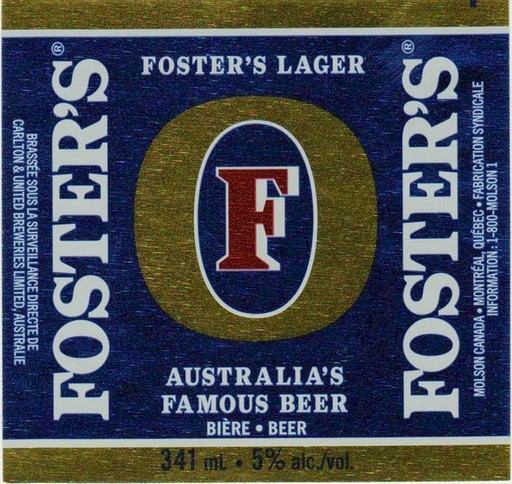 FOSTER'S LAGER
FOSTER'S®
BRASSÉE SOUS LA SURVEILLANCE DIRECTE DE
CARLTON & UNITED BREWERIES LIMITED, AUSTRALIE
F
FOSTER'S®
MOLSON CANADA • MONTRÉAL, QUÉBEC • FABRICATION SYNDICALE
INFORMATION : 1-800-MOLSON 1
AUSTRALIA'S
FAMOUS BEER
BIÈRE • BEER
341 mL • 5% alc./vol.